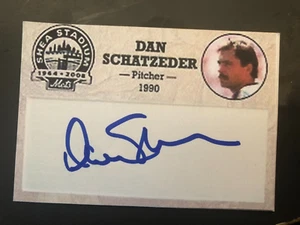 SHEA STADIUM
1964 - 2008
Mets
DAN
SCHATZEDER
— Pitcher —
1990